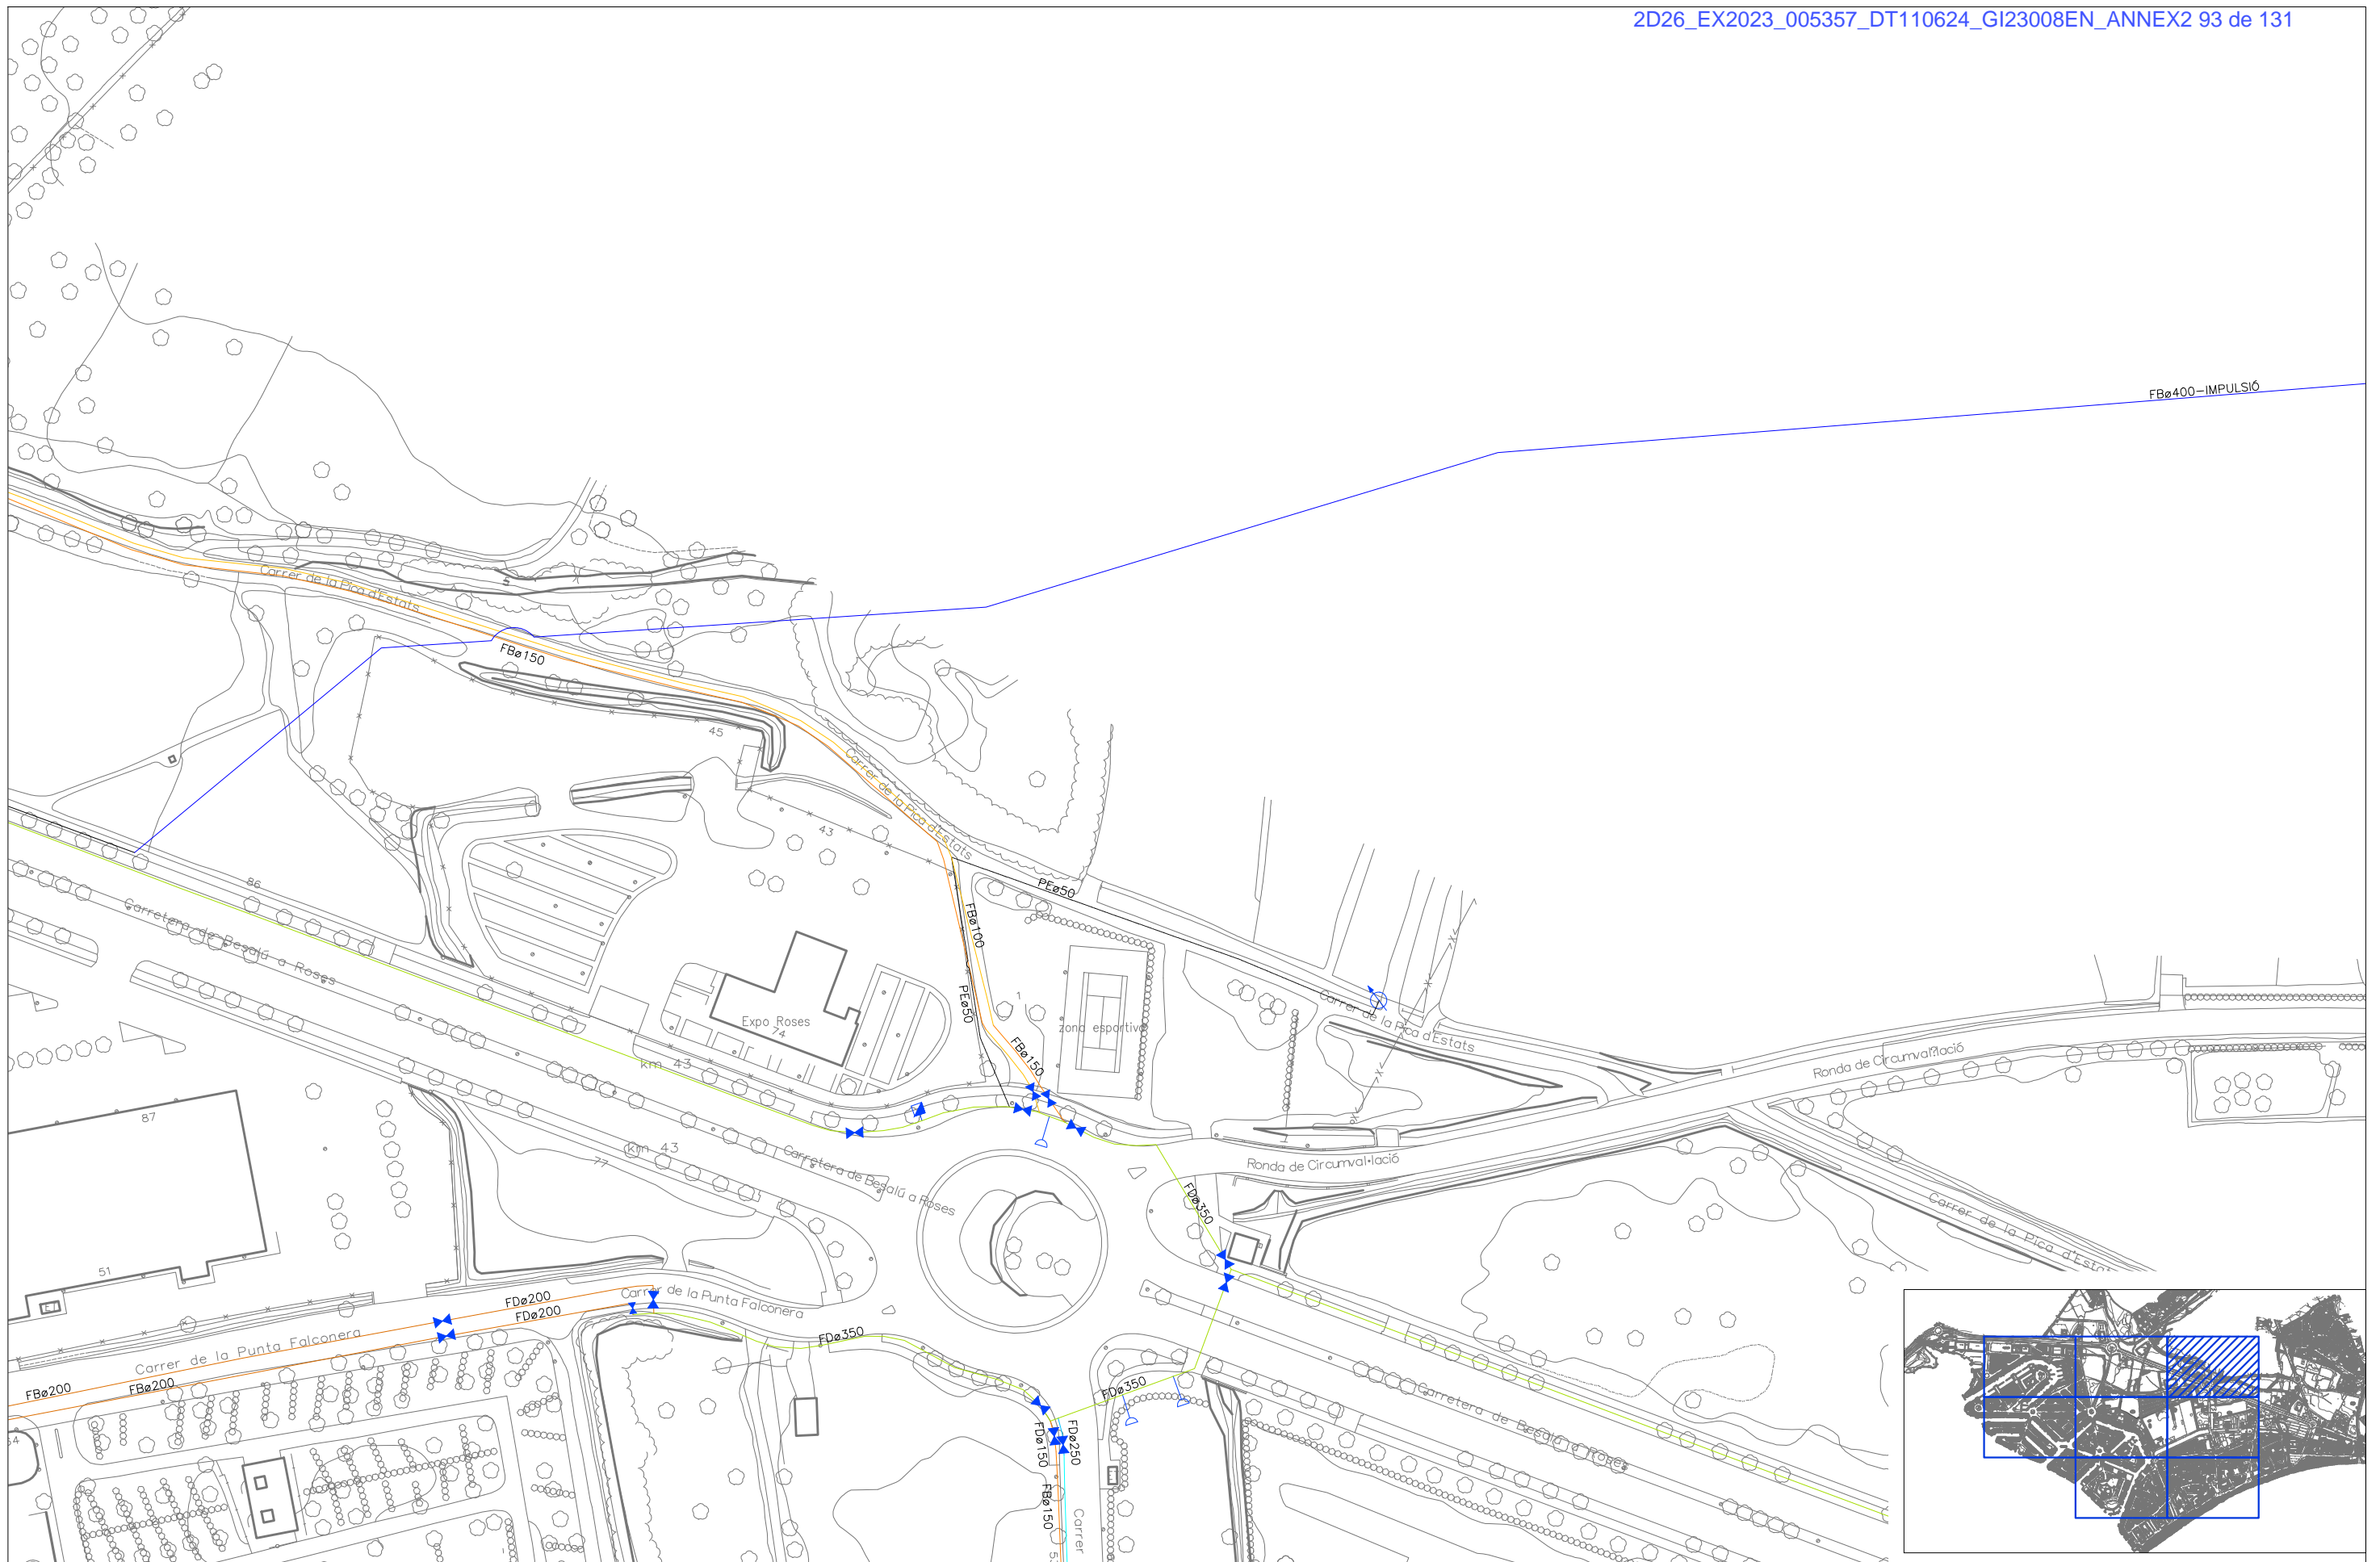 2D26_EX2023_005357_DT110624_GI23008EN_ANNEX2 93 de 131
FBø400-IMPULSIÓ
Carrer de la Pica d'Estats
FBø150
45
Carrer de la Pica d'Estats
43
86
PEø50
Carretera de Besalú a Roses
FBø100
PEø50
1
Expo Roses
74
zona esportiva
Carrer de la Pica d'Estats
FBø150
km 43
Ronda de Circumval?lació
87
km 43
77
Carretera de Besalú a Roses
Ronda de Circumval•lació
FDø350
Carrer de la Pica d'Estats
51
ET
FDø200
FDø200
Carrer de la Punta Falconera
Carrer de la Punta Falconera
FDø350
FBø200
FBø200
FDø350
Carretera de Besalú a Roses
64
FDø150
FDø250
FBø150
Carrer